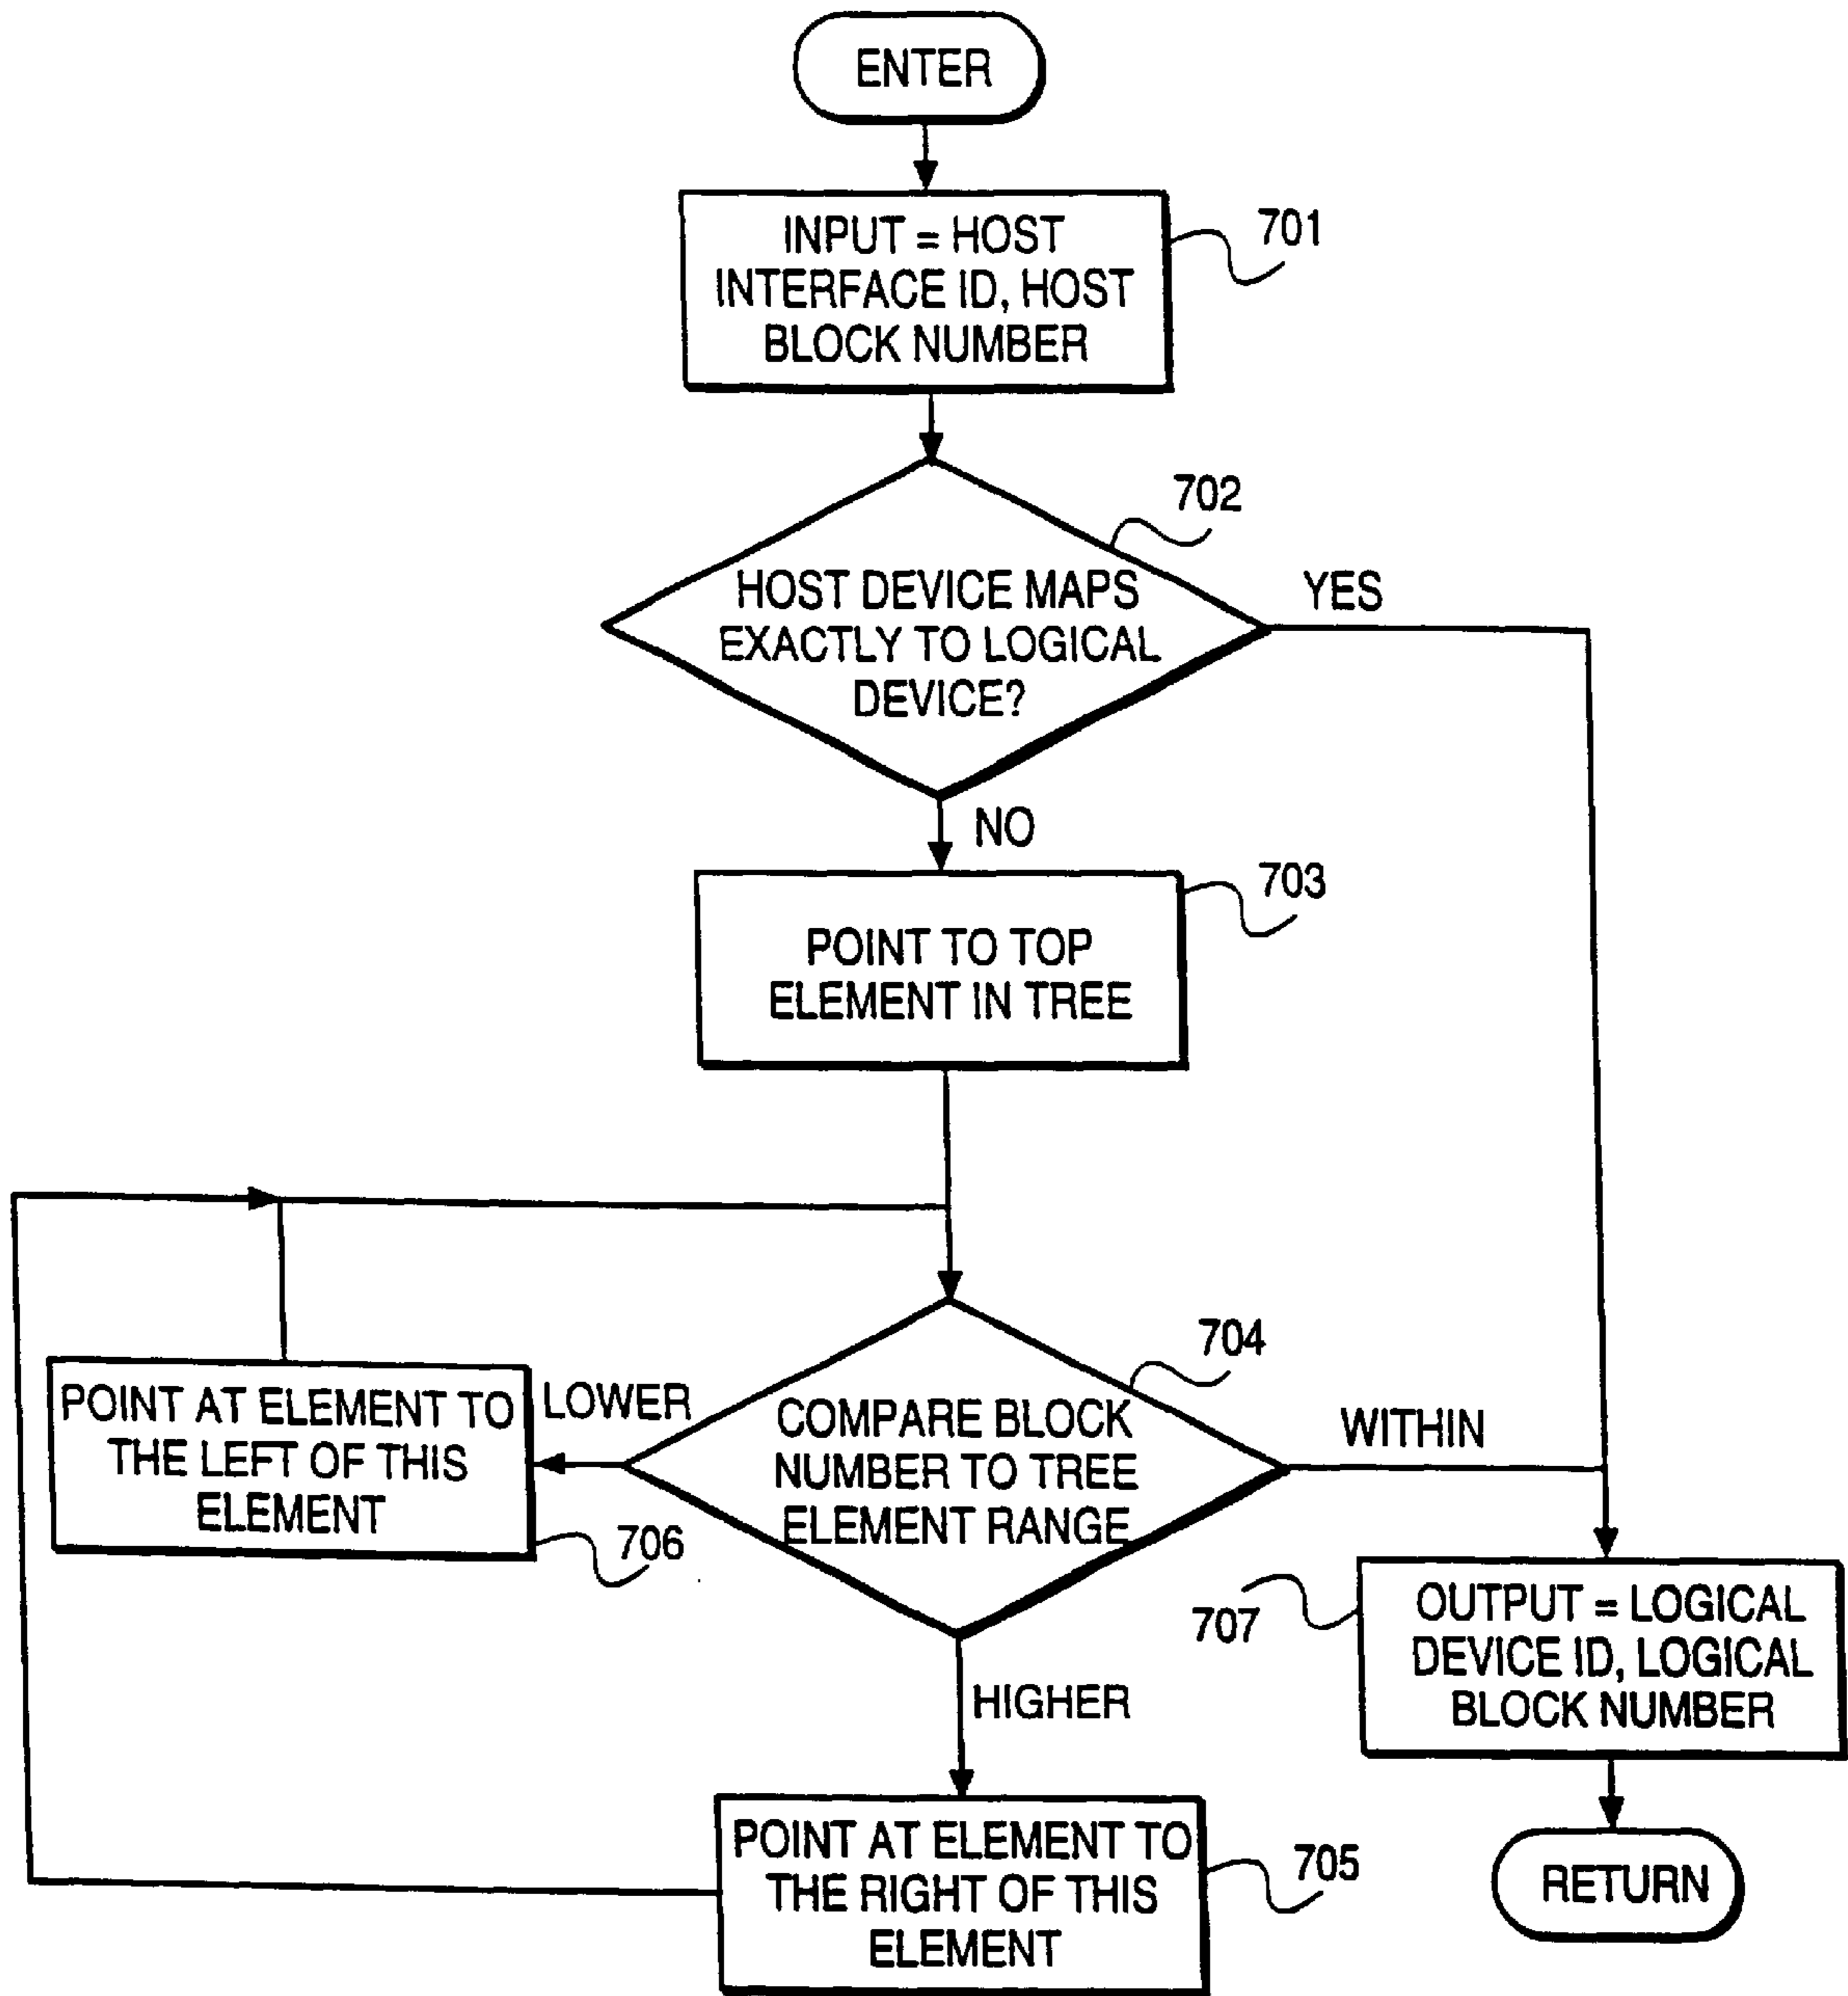 ENTER
INPUT = HOST
INTERFACE ID, HOST
BLOCK NUMBER
701
702
HOST DEVICE MAPS
EXACTLY TO LOGICAL
DEVICE?
YES
NO
703
POINT TO TOP
ELEMENT IN TREE
704
COMPARE BLOCK
NUMBER TO TREE
ELEMENT RANGE
LOWER
POINT AT ELEMENT TO
THE LEFT OF THIS
ELEMENT
706
WITHIN
HIGHER
707
OUTPUT = LOGICAL
DEVICE ID, LOGICAL
BLOCK NUMBER
POINT AT ELEMENT TO
THE RIGHT OF THIS
ELEMENT
705
RETURN